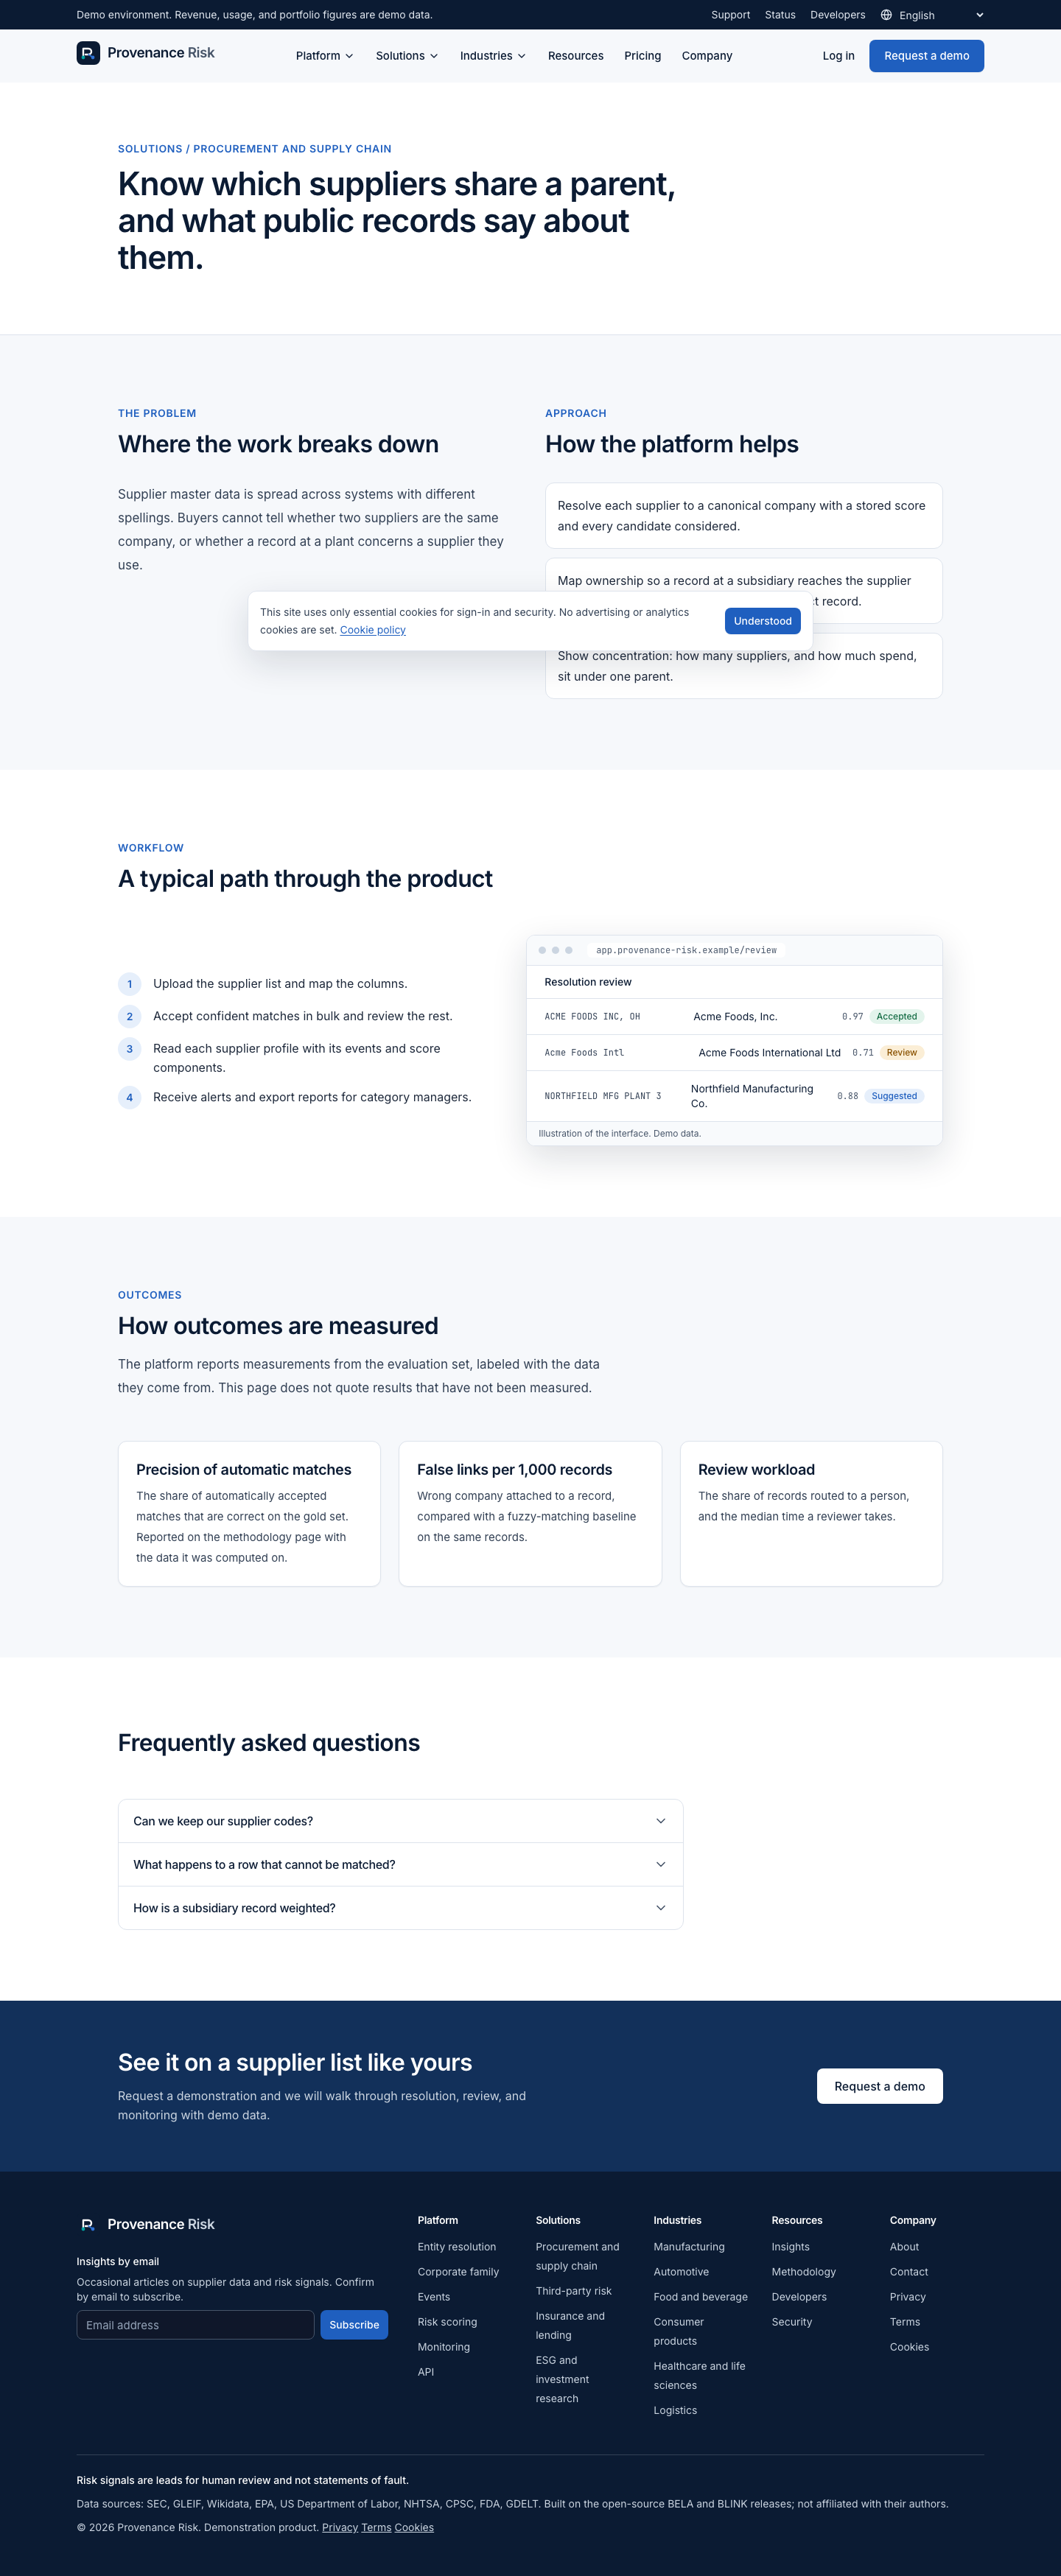 Demo environment. Revenue, usage, and portfolio figures are demo data.
Support
Status
Developers
English
Provenance Risk
Platform
Solutions
Industries
Resources
Pricing
Company
Log in
Request a demo
SOLUTIONS / PROCUREMENT AND SUPPLY CHAIN
Know which suppliers share a parent,
and what public records say about
them.
THE PROBLEM
Where the work breaks down
Supplier master data is spread across systems with different
spellings. Buyers cannot tell whether two suppliers are the same
company, or whether a record at a plant concerns a supplier they
use.
APPROACH
How the platform helps
Resolve each supplier to a canonical company with a stored score
and every candidate considered.
Map ownership so a record at a subsidiary reaches the supplier
record.
Show concentration: how many suppliers, and how much spend,
sit under one parent.
This site uses only essential cookies for sign-in and security. No advertising or analytics
cookies are set. Cookie policy
Understood
WORKFLOW
A typical path through the product
1 Upload the supplier list and map the columns.
2 Accept confident matches in bulk and review the rest.
3 Read each supplier profile with its events and score
components.
4 Receive alerts and export reports for category managers.
app.provenance-risk.example/review
Resolution review
ACME FOODS INC, OH Acme Foods, Inc. 0.97 Accepted
Acme Foods Intl Acme Foods International Ltd 0.71 Review
NORTHFIELD MFG PLANT 3 Northfield Manufacturing
Co. 0.88 Suggested
Illustration of the interface. Demo data.
OUTCOMES
How outcomes are measured
The platform reports measurements from the evaluation set, labeled with the data
they come from. This page does not quote results that have not been measured.
Precision of automatic matches
The share of automatically accepted
matches that are correct on the gold set.
Reported on the methodology page with
the data it was computed on.
False links per 1,000 records
Wrong company attached to a record,
compared with a fuzzy-matching baseline
on the same records.
Review workload
The share of records routed to a person,
and the median time a reviewer takes.
Frequently asked questions
Can we keep our supplier codes?
What happens to a row that cannot be matched?
How is a subsidiary record weighted?
See it on a supplier list like yours
Request a demonstration and we will walk through resolution, review, and
monitoring with demo data.
Request a demo
Provenance Risk
Insights by email
Occasional articles on supplier data and risk signals. Confirm
by email to subscribe.
Email address
Subscribe
Platform
Entity resolution
Corporate family
Events
Risk scoring
Monitoring
API
Solutions
Procurement and
supply chain
Third-party risk
Insurance and
lending
ESG and
investment
research
Industries
Manufacturing
Automotive
Food and beverage
Consumer
products
Healthcare and life
sciences
Logistics
Resources
Insights
Methodology
Developers
Security
Company
About
Contact
Privacy
Terms
Cookies
Risk signals are leads for human review and not statements of fault.
Data sources: SEC, GLEIF, Wikidata, EPA, US Department of Labor, NHTSA, CPSC, FDA, GDELT. Built on the open-source BELA and BLINK releases; not affiliated with their authors.
© 2026 Provenance Risk. Demonstration product. Privacy Terms Cookies